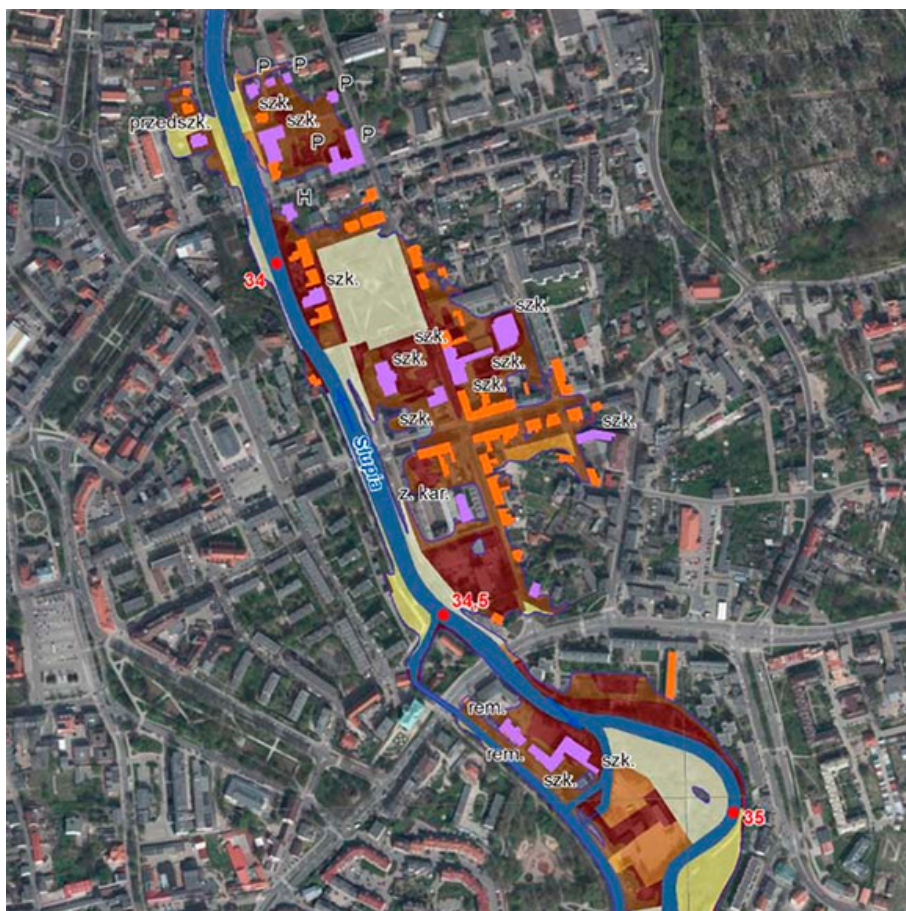 P
P
P
szk.
przedszk.
szk.
P
P
H
34
szk.
szk.
szk.
szk.
szk.
szk.
szk.
szk.
Słupia
z. kar.
34,5
rem.
rem.
szk.
szk.
35